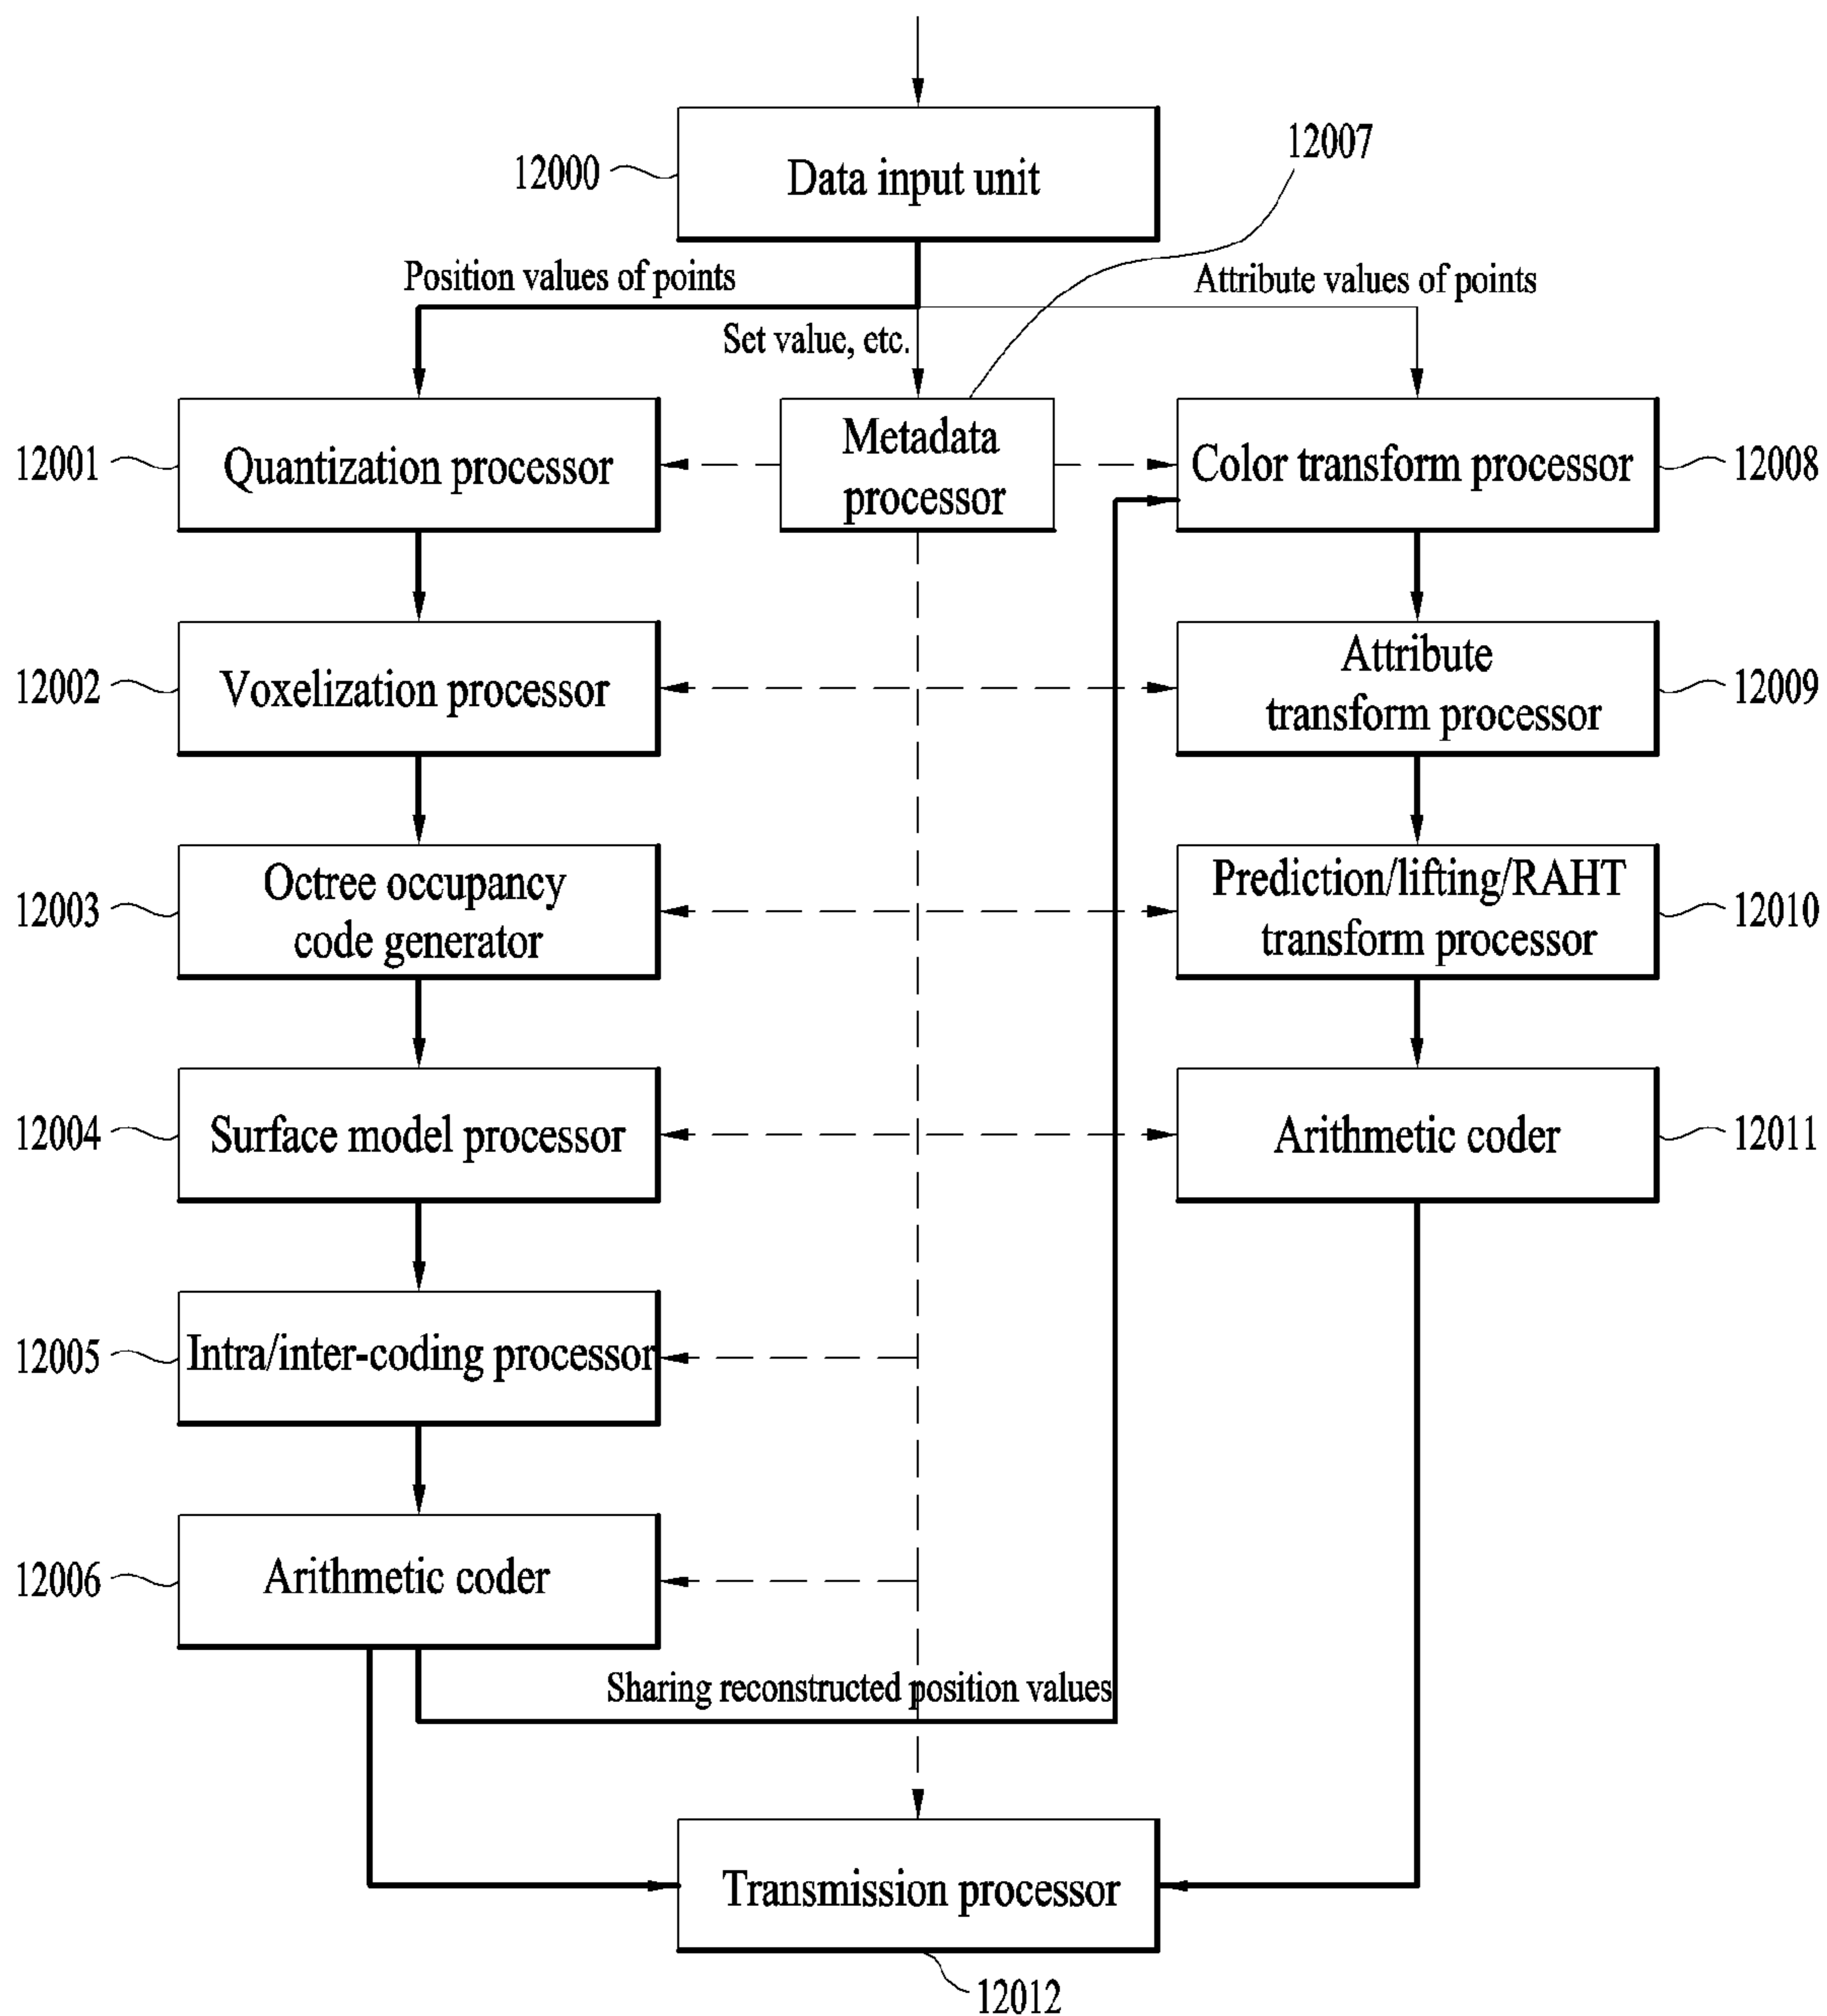 12000
Data input unit
12007
Position values of points
Set value, etc.
Attribute values of points
12001
Quantization processor
Metadata
processor
Color transform processor
12008
12002
Voxelization processor
Attribute
transform processor
12009
12003
Octree occupancy
code generator
Prediction/lifting/RAHT
transform processor
12010
12004
Surface model processor
Arithmetic coder
12011
12005
Intra/inter-coding processor
12006
Arithmetic coder
Sharing reconstructed position values
Transmission processor
12012